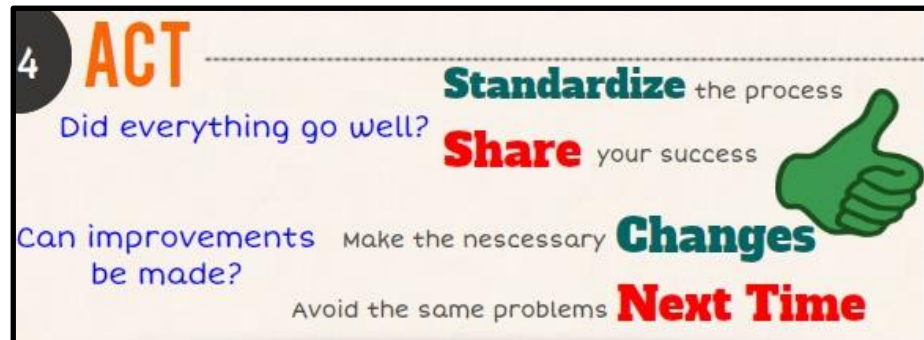 4 ACT
Standardize the process
Did everything go well?
Share your success
Can improvements
be made?
Make the nescessary Changes
Avoid the same problems Next Time